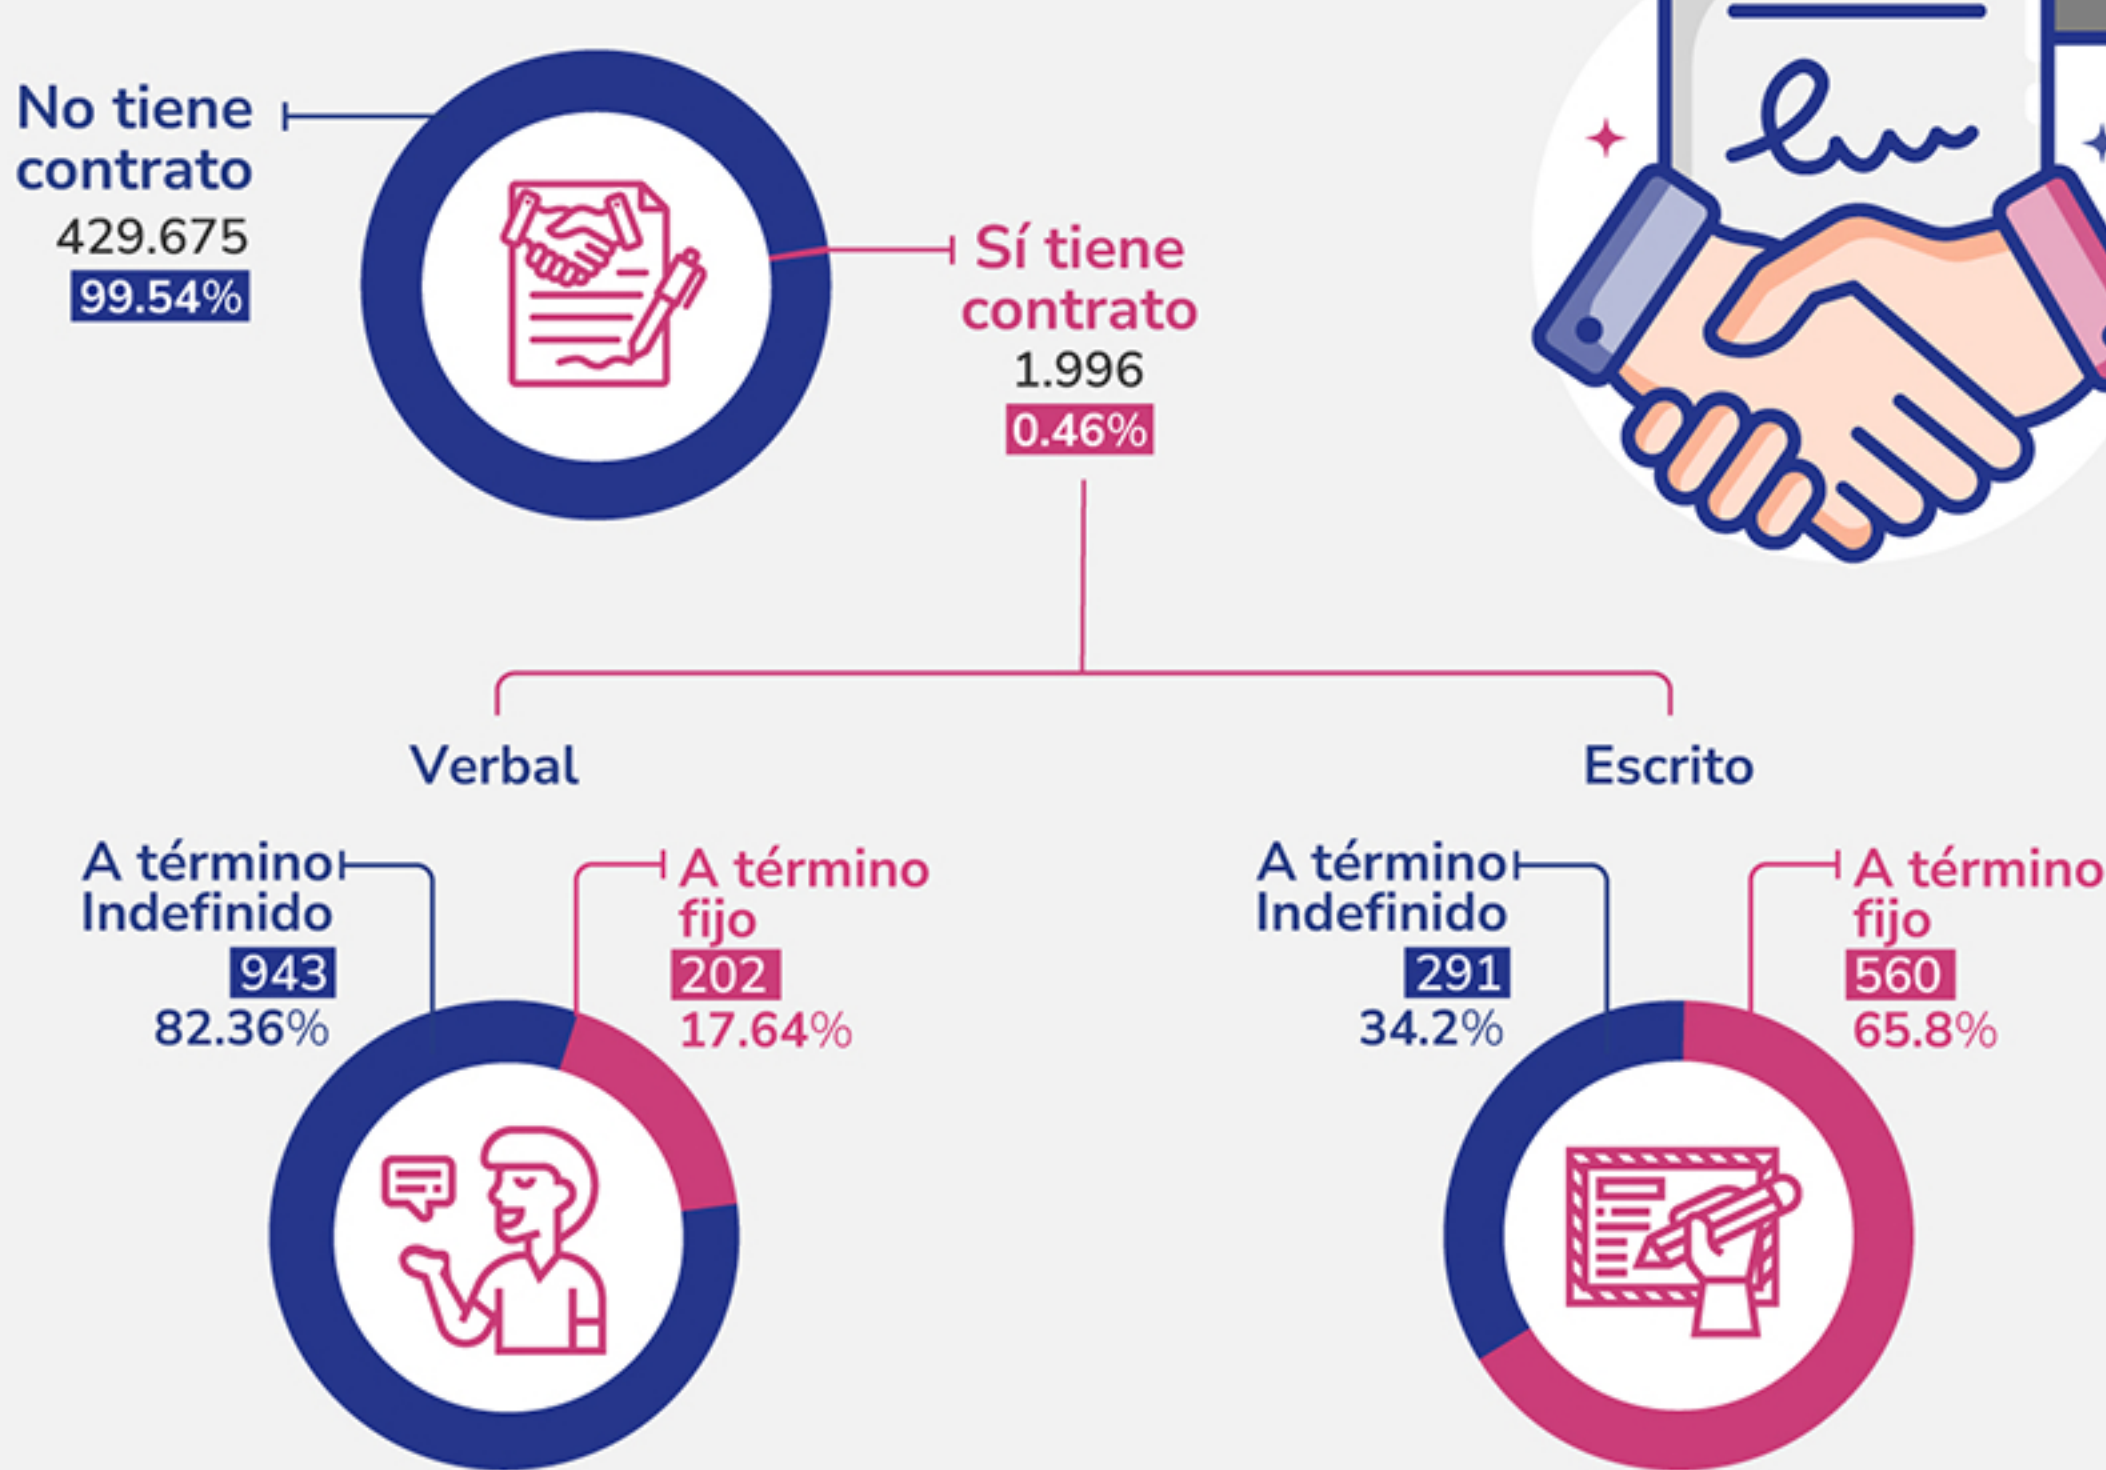 No tiene
contrato
429.675
99.54%
Sí tiene
contrato
1.996
0.46%
Verbal
A término
Indefinido
943
82.36%
A término
fijo
202
17.64%
Escrito
A término
Indefinido
291
34.2%
A término
fijo
560
65.8%